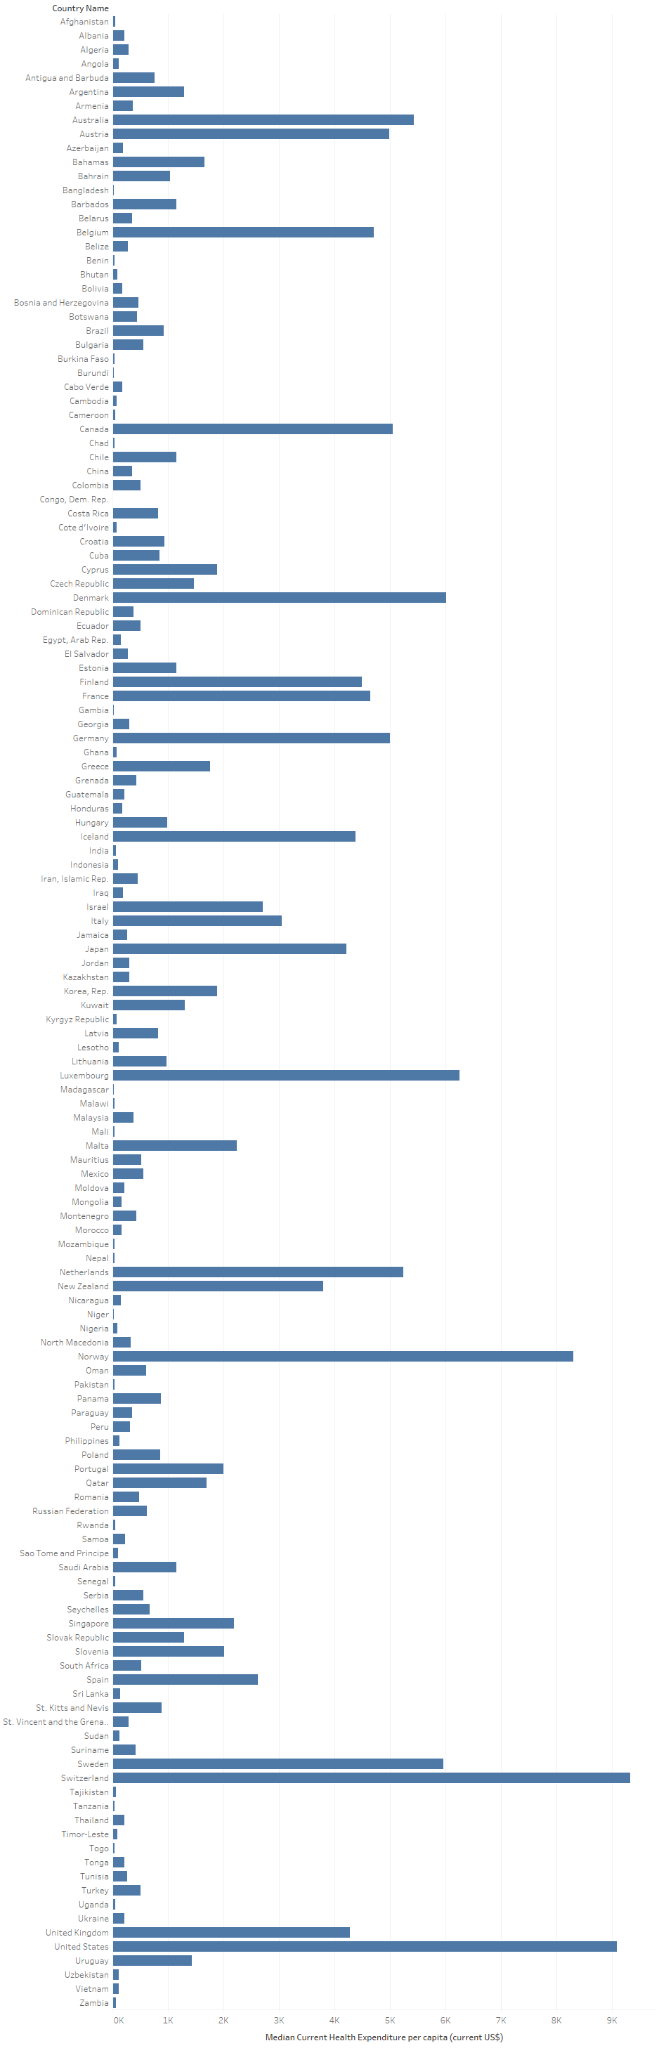 Country Name
Afghanistan
Albania
Algeria
Angola
Antigua and Barbuda
Argentina
Armenia
Australia
Austria
Azerbaijan
Bahamas
Bahrain
Bangladesh
Barbados
Belarus
Belgium
Belize
Benin
Bhutan
Bolivia
Bosnia and Herzegovina
Botswana
Brazil
Bulgaria
Burkina Faso
Burundi
Cabo Verde
Cambodia
Cameroon
Canada
Chad
Chile
China
Colombia
Congo, Dem. Rep.
Costa Rica
Cote d'Ivoire
Croatia
Cuba
Cyprus
Czech Republic
Denmark
Dominican Republic
Ecuador
Egypt, Arab Rep.
El Salvador
Estonia
Finland
France
Gambia
Georgia
Germany
Ghana
Greece
Grenada
Guatemala
Honduras
Hungary
Iceland
India
Indonesia
Iran, Islamic Rep.
Iraq
Israel
Italy
Jamaica
Japan
Jordan
Kazakhstan
Korea, Rep.
Kuwait
Kyrgyz Republic
Latvia
Lesotho
Lithuania
Luxembourg
Madagascar
Malawi
Malaysia
Mali
Malta
Mauritius
Mexico
Moldova
Mongolia
Montenegro
Morocco
Mozambique
Nepal
Netherlands
New Zealand
Nicaragua
Niger
Nigeria
North Macedonia
Norway
Oman
Pakistan
Panama
Paraguay
Peru
Philippines
Poland
Portugal
Qatar
Romania
Russian Federation
Rwanda
Samoa
Sao Tome and Principe
Saudi Arabia
Senegal
Serbia
Seychelles
Singapore
Slovak Republic
Slovenia
South Africa
Spain
Sri Lanka
St. Kitts and Nevis
St. Vincent and the Grena..
Sudan
Suriname
Sweden
Switzerland
Tajikistan
Tanzania
Thailand
Timor-Leste
Togo
Tonga
Tunisia
Turkey
Uganda
Ukraine
United Kingdom
United States
Uruguay
Uzbekistan
Vietnam
Zambia
0K 1K 2K 3K 4K 5K 6K 7K 8K 9K
Median Current Health Expenditure per capita (current US$)